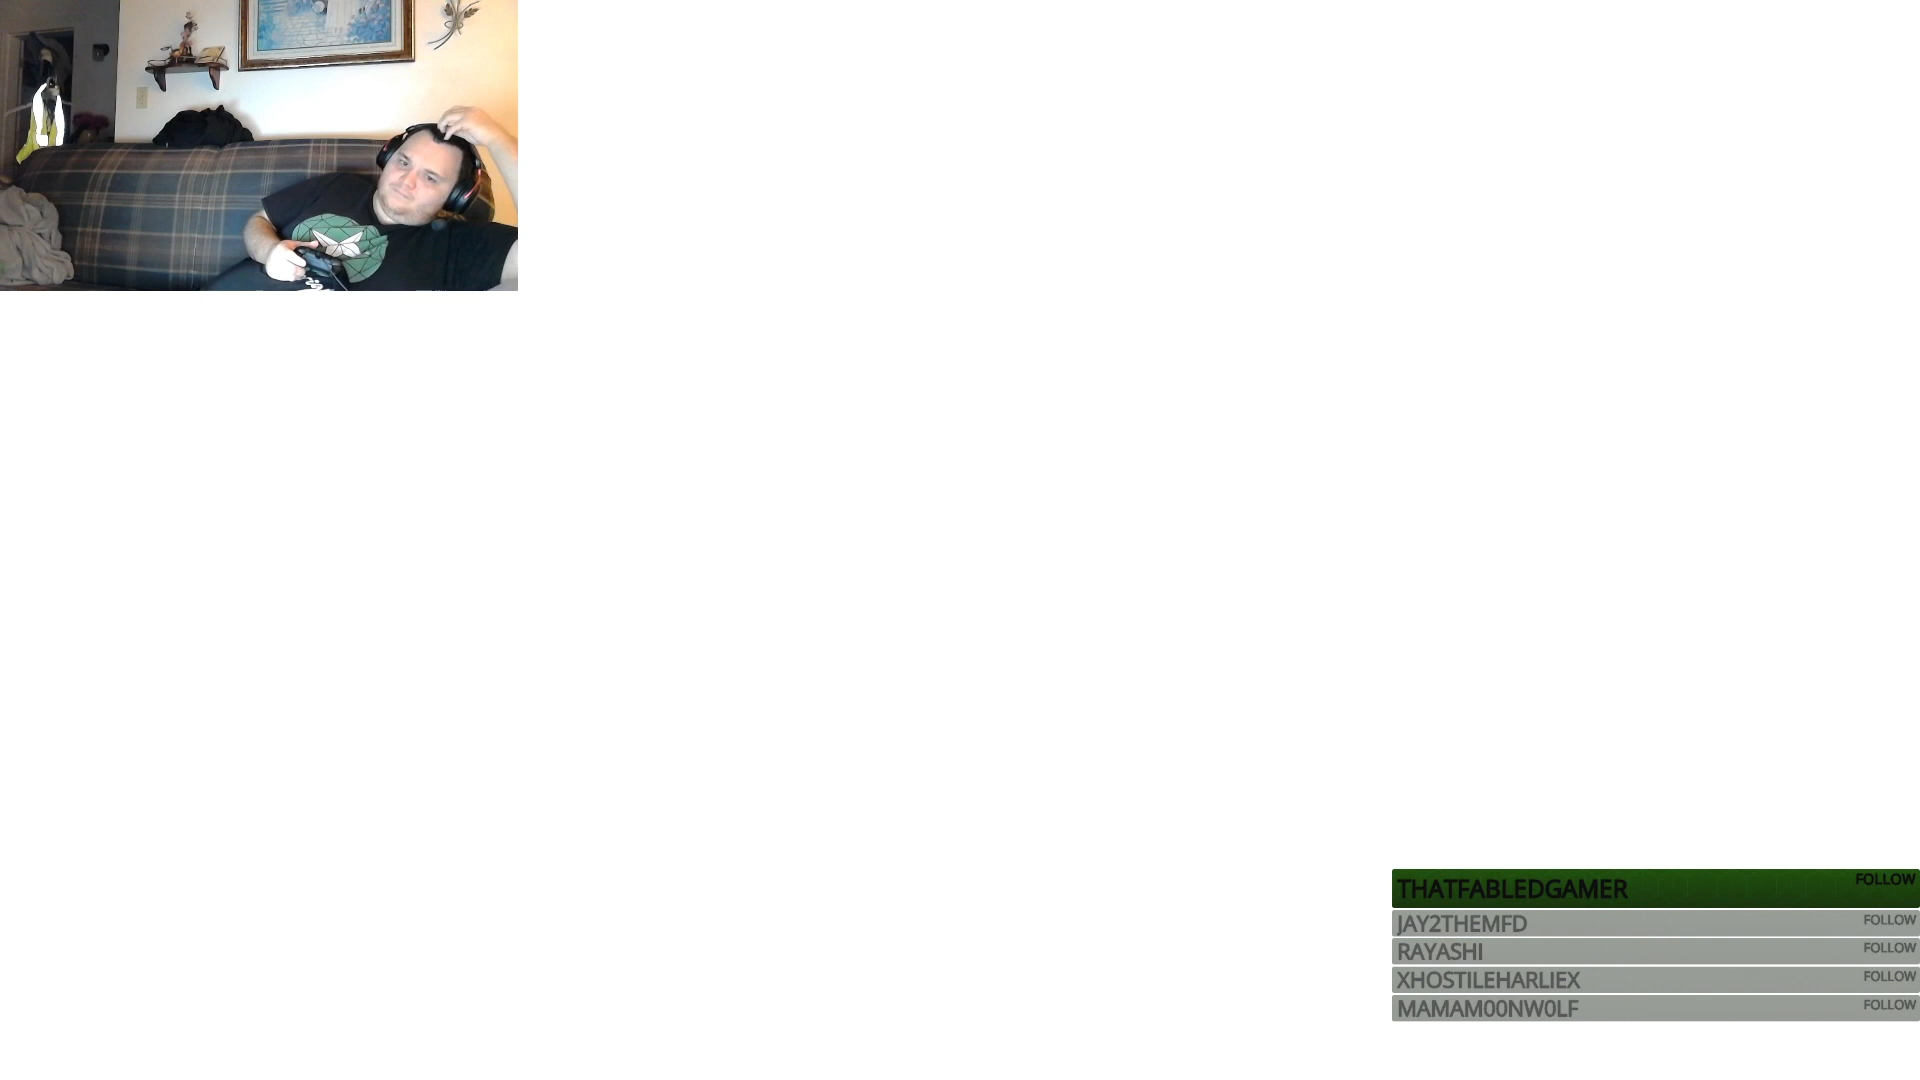 THATFABLEDGAMER FOLLOW
JAY2THEMFD FOLLOW
RAYASHI FOLLOW
XHOSTILEHARLIEX FOLLOW
MAMAM00NW0LF FOLLOW